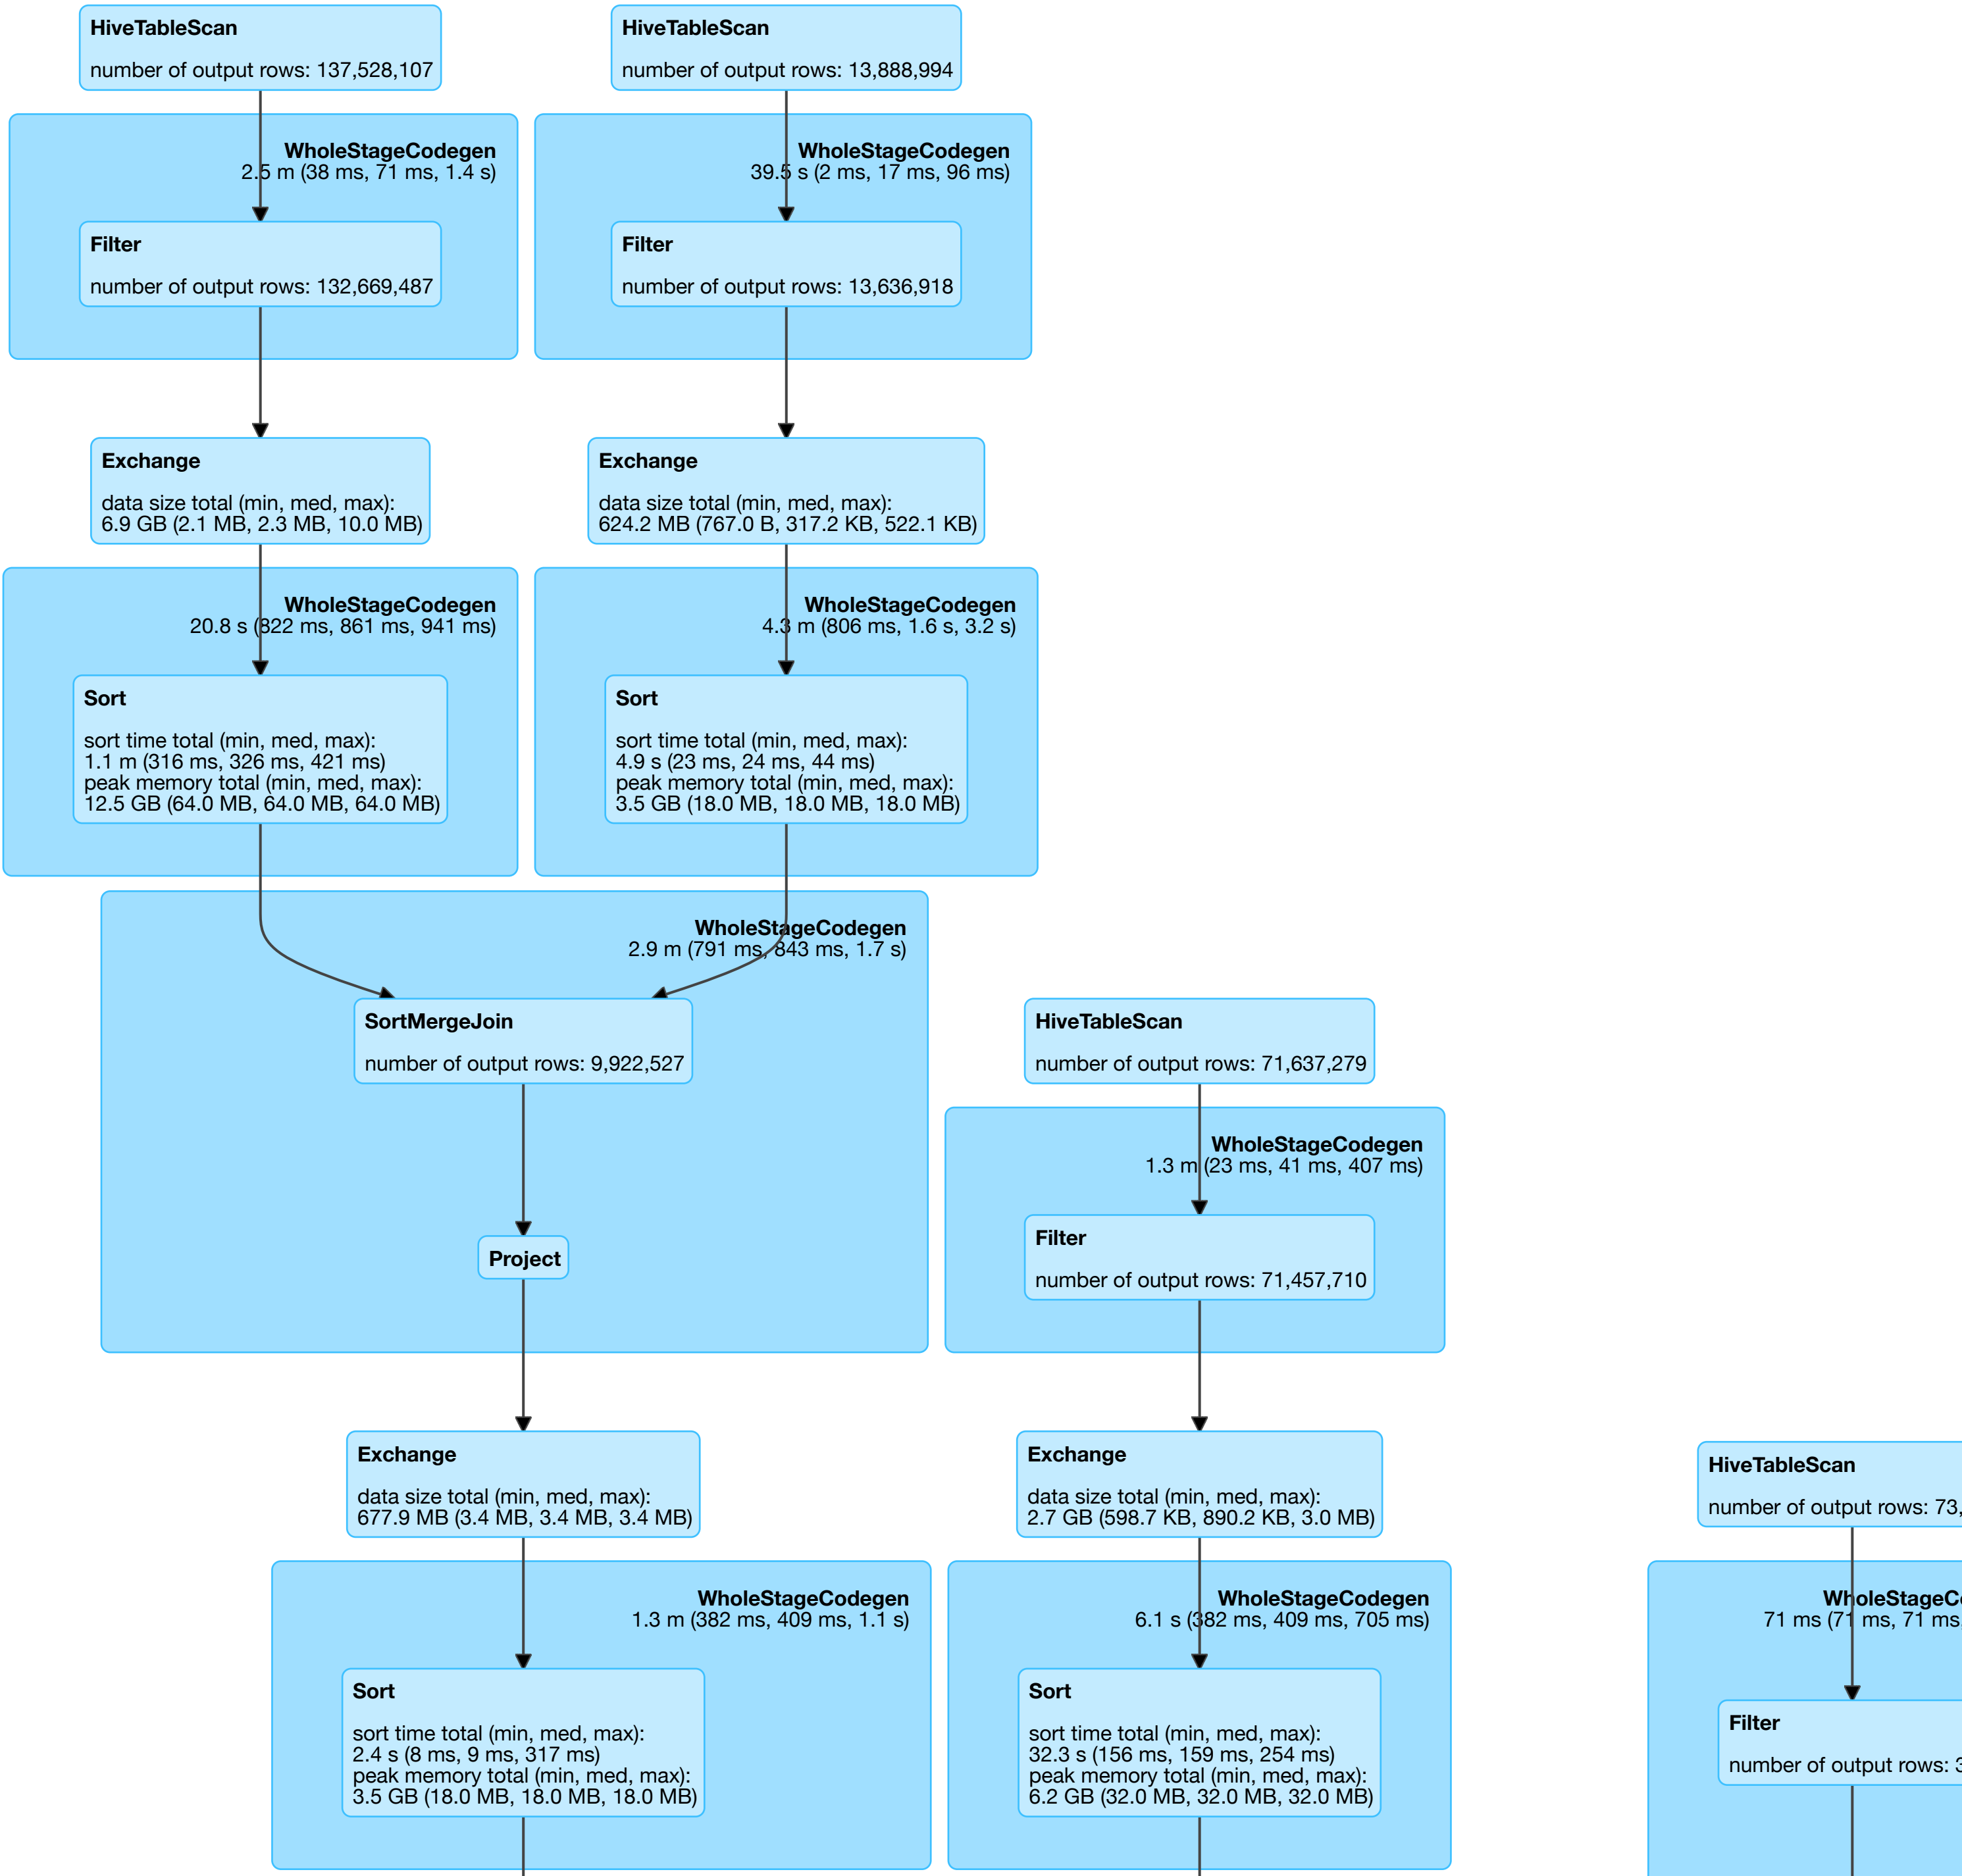 HiveTableScan
number of output rows: 137,528,107
HiveTableScan
number of output rows: 13,888,994
WholeStageCodegen
2.5 m (38 ms, 71 ms, 1.4 s)
Filter
number of output rows: 132,669,487
WholeStageCodegen
39.5 s (2 ms, 17 ms, 96 ms)
Filter
number of output rows: 13,636,918
Exchange
data size total (min, med, max):
6.9 GB (2.1 MB, 2.3 MB, 10.0 MB)
Exchange
data size total (min, med, max):
624.2 MB (767.0 B, 317.2 KB, 522.1 KB)
WholeStageCodegen
20.8 s (822 ms, 861 ms, 941 ms)
Sort
sort time total (min, med, max):
1.1 m (316 ms, 326 ms, 421 ms)
peak memory total (min, med, max):
12.5 GB (64.0 MB, 64.0 MB, 64.0 MB)
WholeStageCodegen
4.3 m (806 ms, 1.6 s, 3.2 s)
Sort
sort time total (min, med, max):
4.9 s (23 ms, 24 ms, 44 ms)
peak memory total (min, med, max):
3.5 GB (18.0 MB, 18.0 MB, 18.0 MB)
WholeStageCodegen
2.9 m (791 ms, 843 ms, 1.7 s)
SortMergeJoin
number of output rows: 9,922,527
Project
HiveTableScan
number of output rows: 71,637,279
WholeStageCodegen
1.3 m (23 ms, 41 ms, 407 ms)
Filter
number of output rows: 71,457,710
Exchange
data size total (min, med, max):
677.9 MB (3.4 MB, 3.4 MB, 3.4 MB)
Exchange
data size total (min, med, max):
2.7 GB (598.7 KB, 890.2 KB, 3.0 MB)
HiveTableScan
number of output rows: 73,
WholeStageCodegen
1.3 m (382 ms, 409 ms, 1.1 s)
Sort
sort time total (min, med, max):
2.4 s (8 ms, 9 ms, 317 ms)
peak memory total (min, med, max):
3.5 GB (18.0 MB, 18.0 MB, 18.0 MB)
WholeStageCodegen
6.1 s (382 ms, 409 ms, 705 ms)
Sort
sort time total (min, med, max):
32.3 s (156 ms, 159 ms, 254 ms)
peak memory total (min, med, max):
6.2 GB (32.0 MB, 32.0 MB, 32.0 MB)
WholeStageC
71 ms (71 ms, 71 ms,
Filter
number of output rows: 3